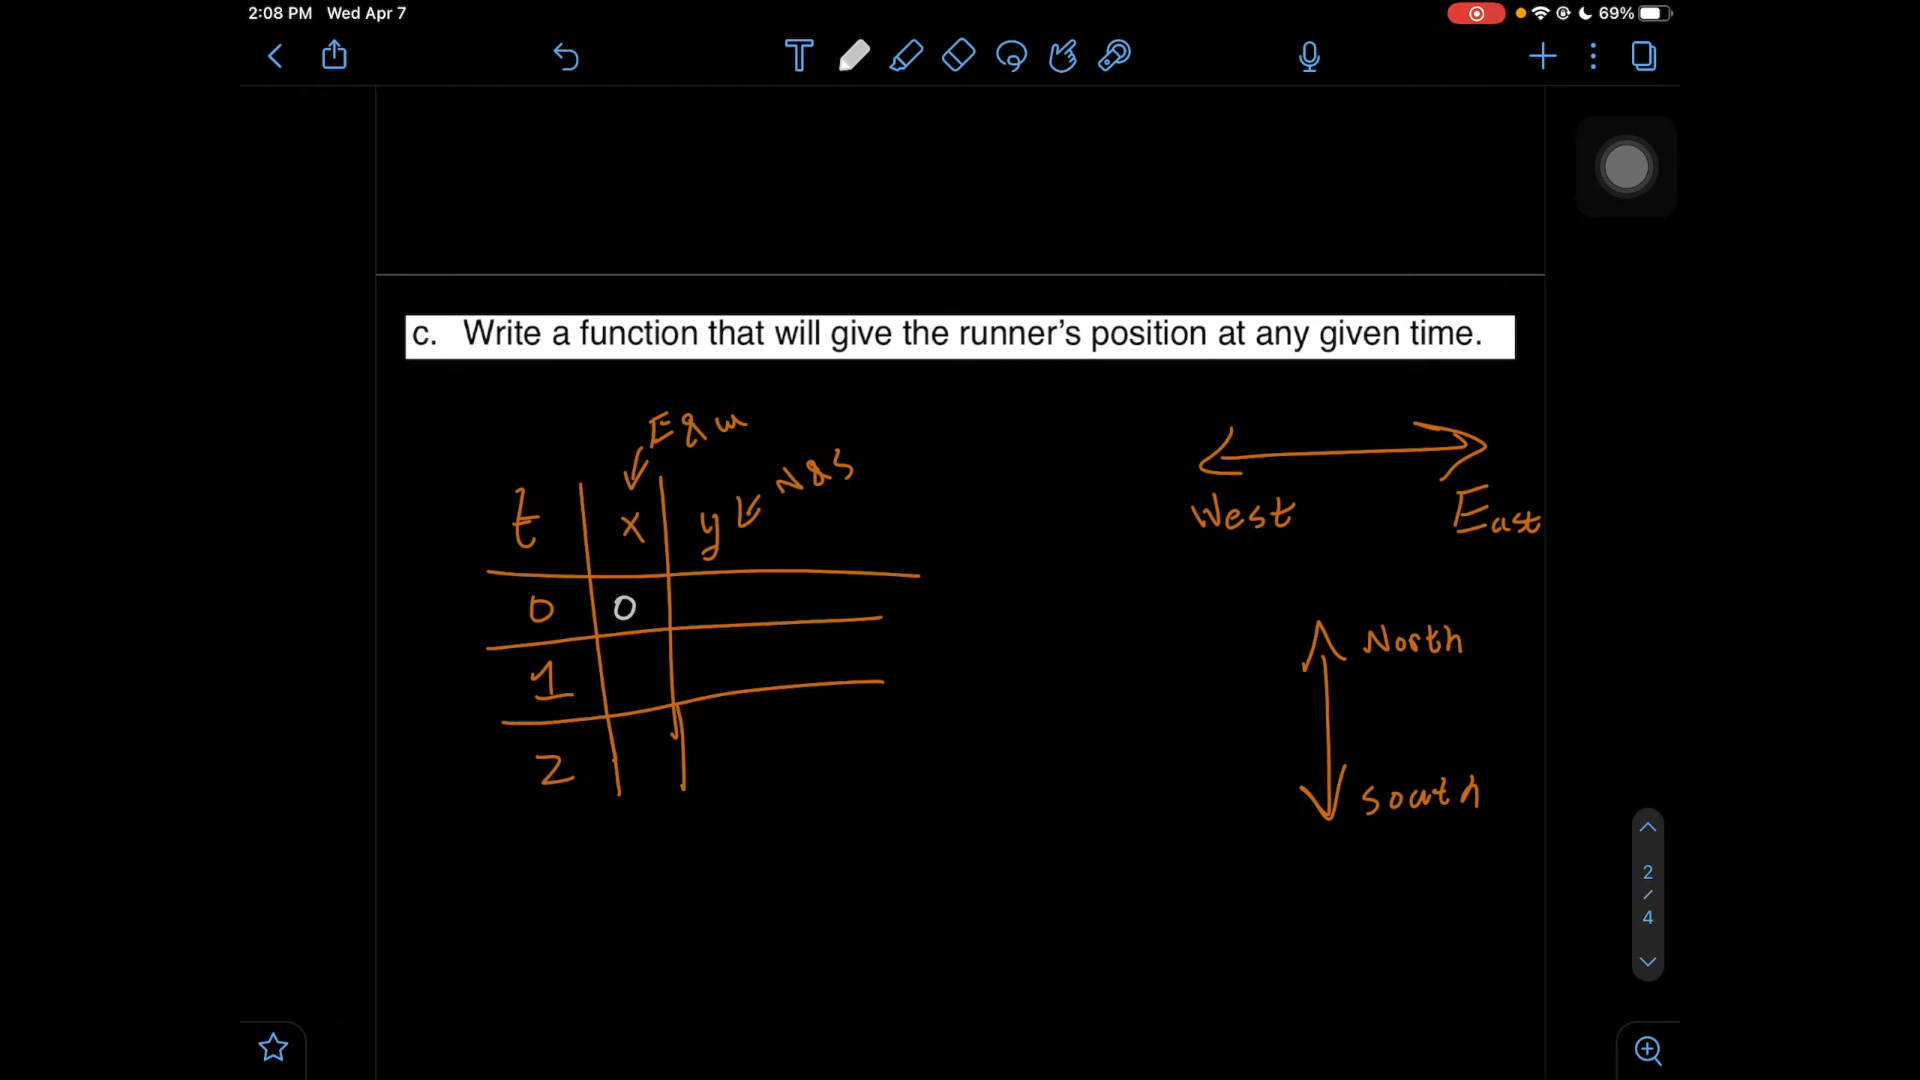 2:08 PM Wed Apr 7
69%
T
c. Write a function that will give the runner's position at any given time.
E & w
N & S
t x y
0 0
1
2
West East
North
South
2
/
4